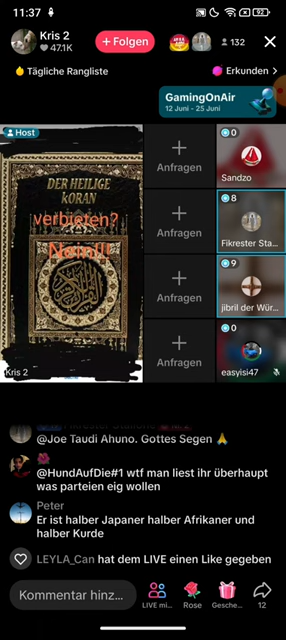 11:37
92
Kris 2
47.1K
+ Folgen
132
Tägliche Rangliste
Erkunden >
GamingOnAir
12 Juni - 25 Juni
Host
DER HEILIGE
KORAN
verbieten?
Nein!!!
Kris 2
Anfragen
Anfragen
Anfragen
Anfragen
0
Sandzo
8
Fikrester Sta...
9
jibril der Wür...
0
easyisi47
@Joe Taudi Ahuno. Gottes Segen 🙏
@HundAufDie#1 wtf man liest ihr überhaupt
was parteien eig wollen
Peter
Er ist halber Japaner halber Afrikaner und
halber Kurde
LEYLA_Can hat dem LIVE einen Like gegeben
Kommentar hinz...
LIVE mi...
Rose
Gesche...
12